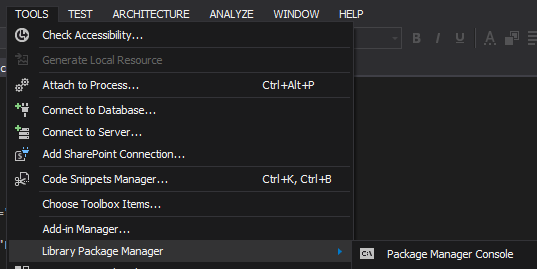 TOOLS TEST ARCHITECTURE ANALYZE WINDOW HELP
Check Accessibility...
B I U A
Generate Local Resource
Attach to Process... Ctrl+Alt+P
Connect to Database...
Connect to Server...
Add SharePoint Connection...
Code Snippets Manager... Ctrl+K, Ctrl+B
Choose Toolbox Items...
Add-in Manager...
Library Package Manager
C:\ Package Manager Console